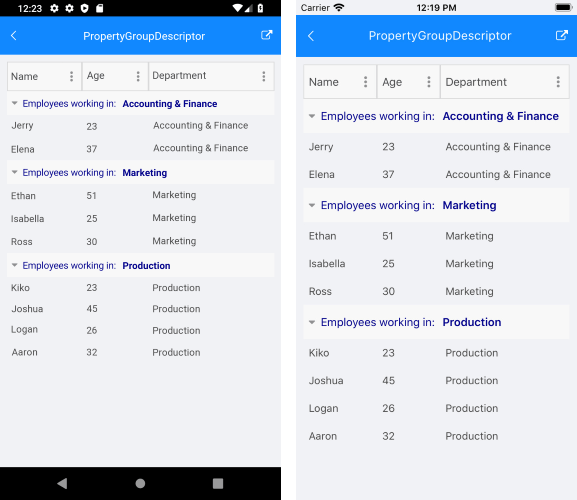 12:23
PropertyGroupDescriptor
Name Age Department
Employees working in: Accounting & Finance
Jerry 23 Accounting & Finance
Elena 37 Accounting & Finance
Employees working in: Marketing
Ethan 51 Marketing
Isabella 25 Marketing
Ross 30 Marketing
Employees working in: Production
Kiko 23 Production
Joshua 45 Production
Logan 26 Production
Aaron 32 Production
Carrier 12:19 PM
PropertyGroupDescriptor
Name Age Department
Employees working in: Accounting & Finance
Jerry 23 Accounting & Finance
Elena 37 Accounting & Finance
Employees working in: Marketing
Ethan 51 Marketing
Isabella 25 Marketing
Ross 30 Marketing
Employees working in: Production
Kiko 23 Production
Joshua 45 Production
Logan 26 Production
Aaron 32 Production